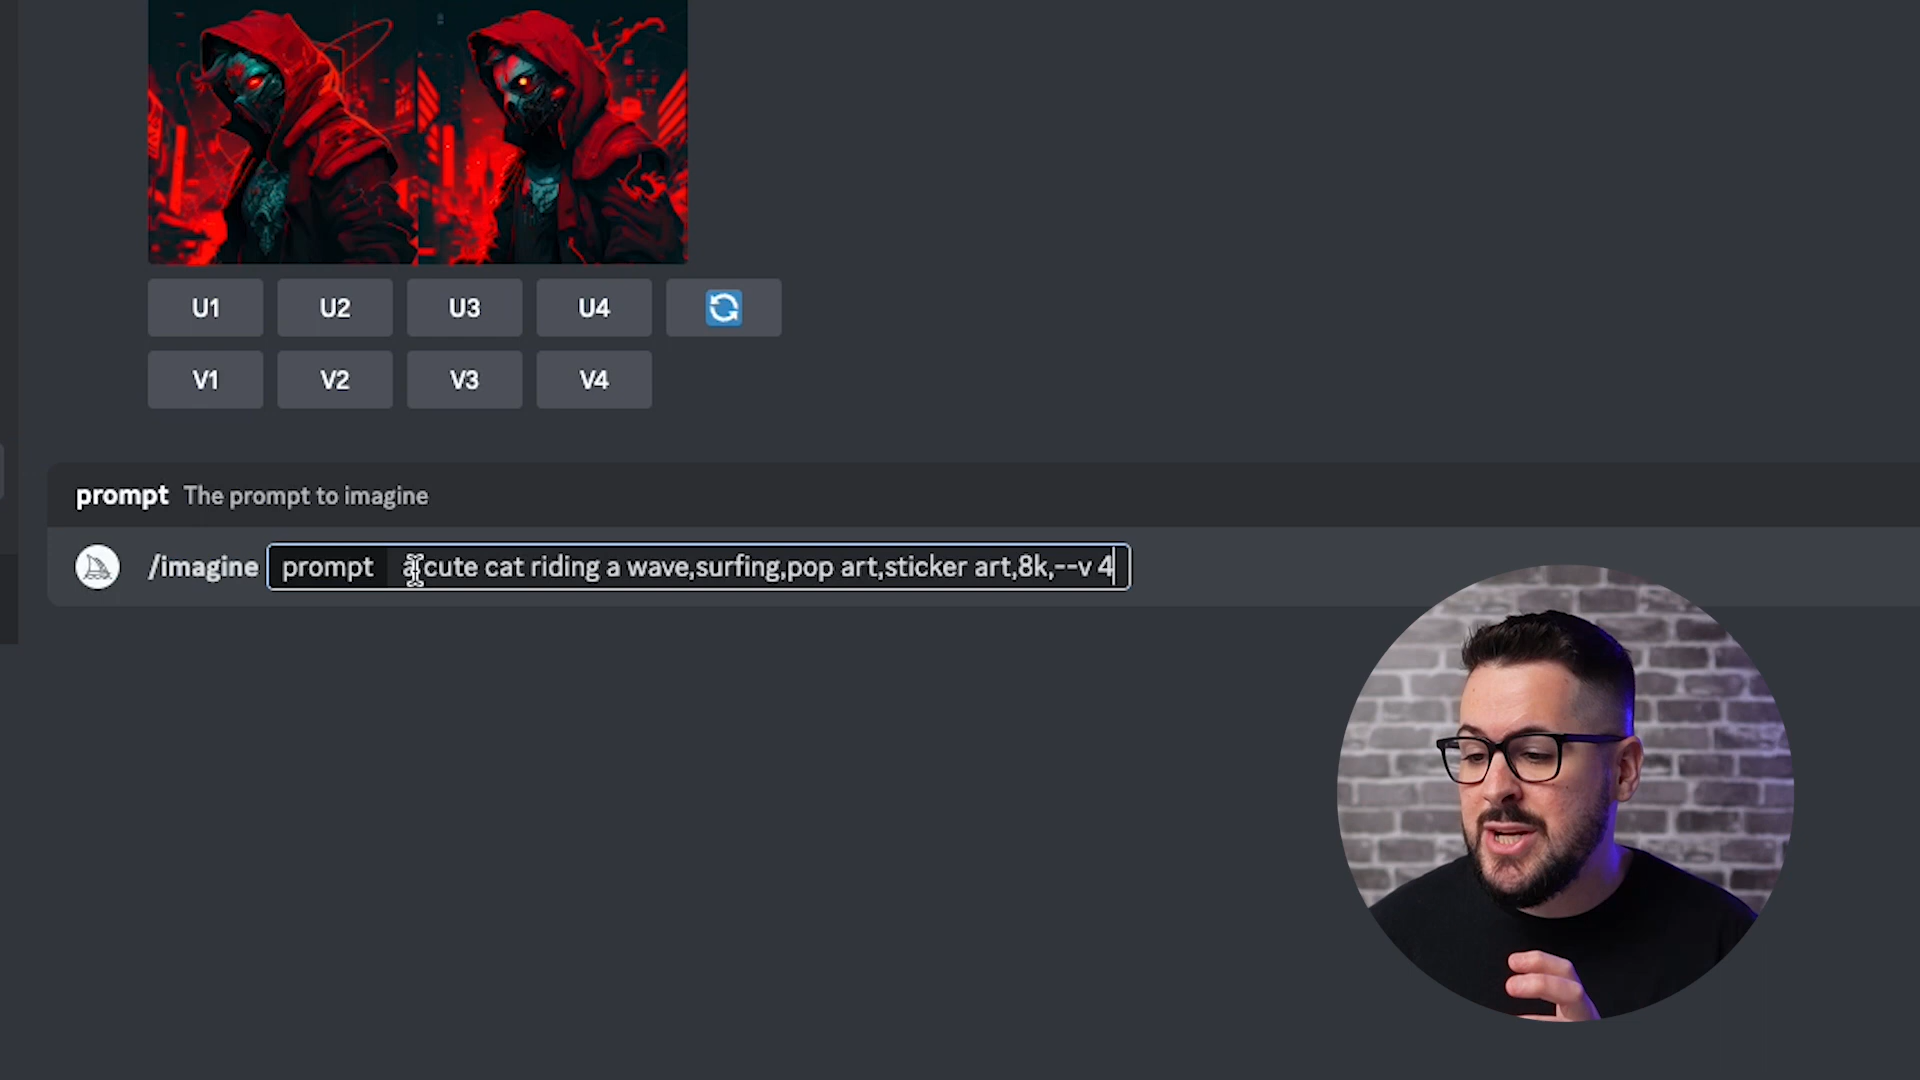 U1 U2 U3 U4
V1 V2 V3 V4
prompt The prompt to imagine
/imagine prompt a cute cat riding a wave,surfing,pop art,sticker art,8k,--v 4